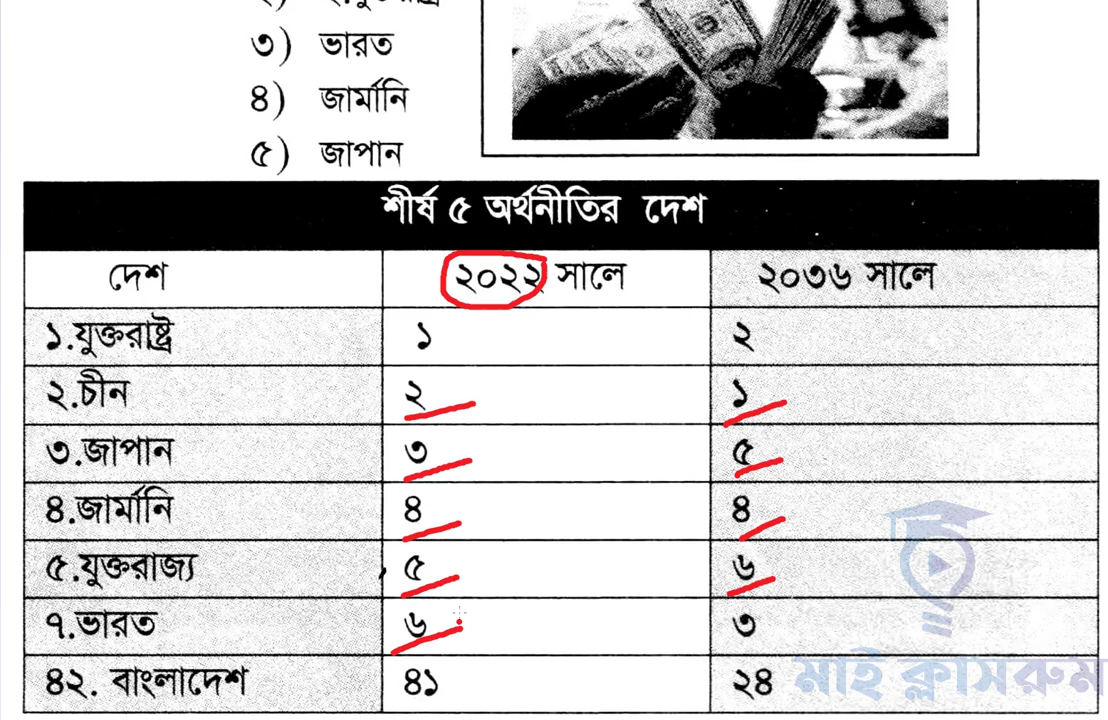 ৩) ভারত
৪) জার্মানি
৫) জাপান
শীর্ষ ৫ অর্থনীতির দেশ
দেশ ২০২২ সালে ২০৩৬ সালে
১.যুক্তরাষ্ট্র ১ ২
২.চীন ২ ১
৩.জাপান ৩ ৫
৪.জার্মানি ৪ ৪
৫.যুক্তরাজ্য ৫ ৬
৭.ভারত ৬ ৩
৪২. বাংলাদেশ ৪১ ২৪
মাই ক্লাসরুম